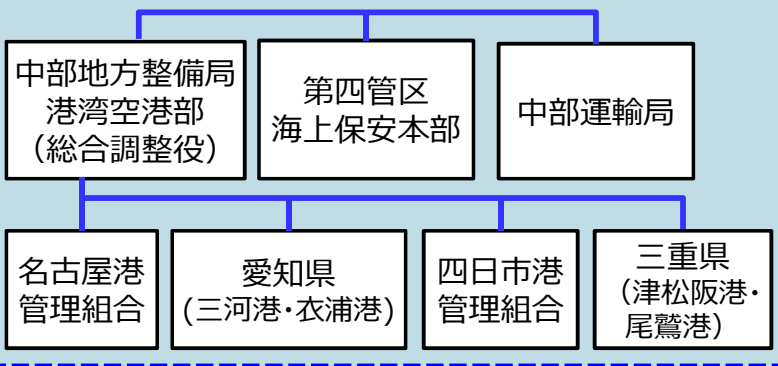 中部地方整備局
港湾空港部
（総合調整役）
第四管区
海上保安本部
中部運輸局
名古屋港
管理組合
愛知県
(三河港・衣浦港)
四日市港
管理組合
三重県
（津松阪港・
尾鷲港）